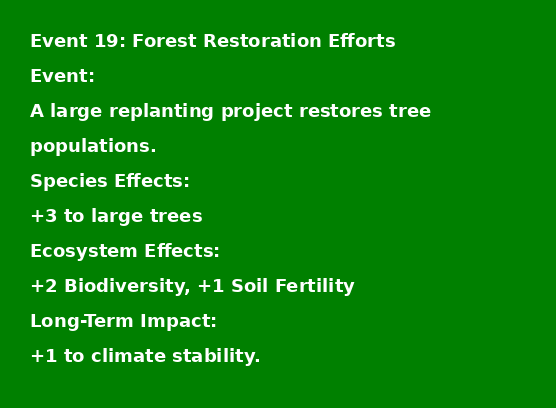 Event 19: Forest Restoration Efforts
Event:
A large replanting project restores tree
populations.
Species Effects:
+3 to large trees
Ecosystem Effects:
+2 Biodiversity, +1 Soil Fertility
Long-Term Impact:
+1 to climate stability.